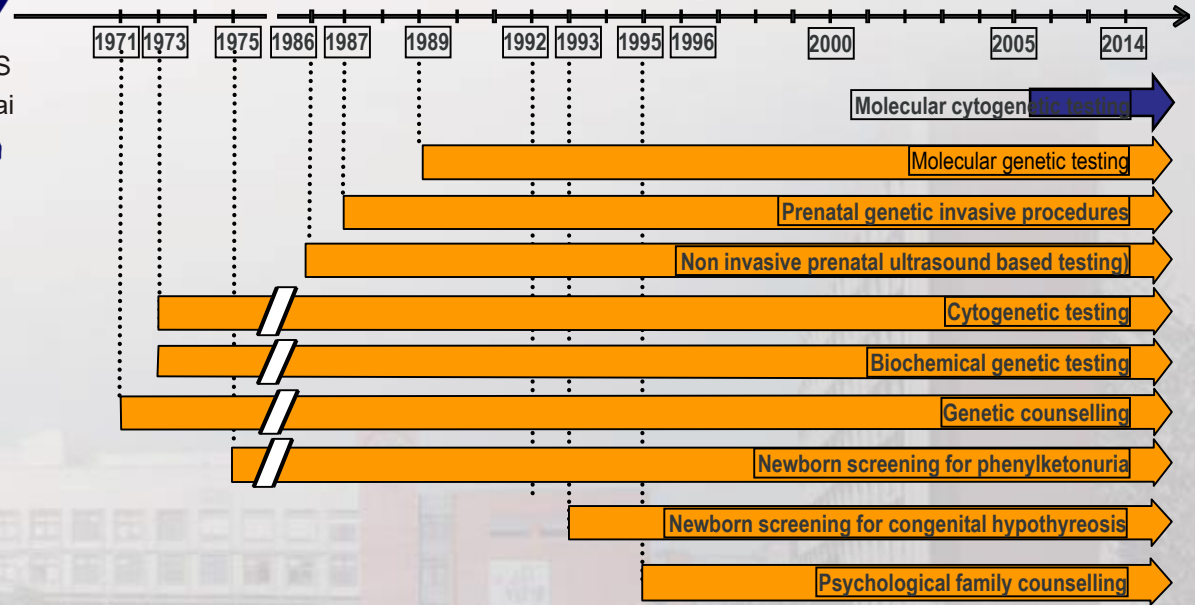 1971 1973 1975 1986 1987 1989 1992 1993 1995 1996 2000 2005 2014
S
ai
Molecular cytogenetic testing
Molecular genetic testing
Prenatal genetic invasive procedures
Non invasive prenatal ultrasound based testing)
Cytogenetic testing
Biochemical genetic testing
Genetic counselling
Newborn screening for phenylketonuria
Newborn screening for congenital hypothyreosis
Psychological family counselling